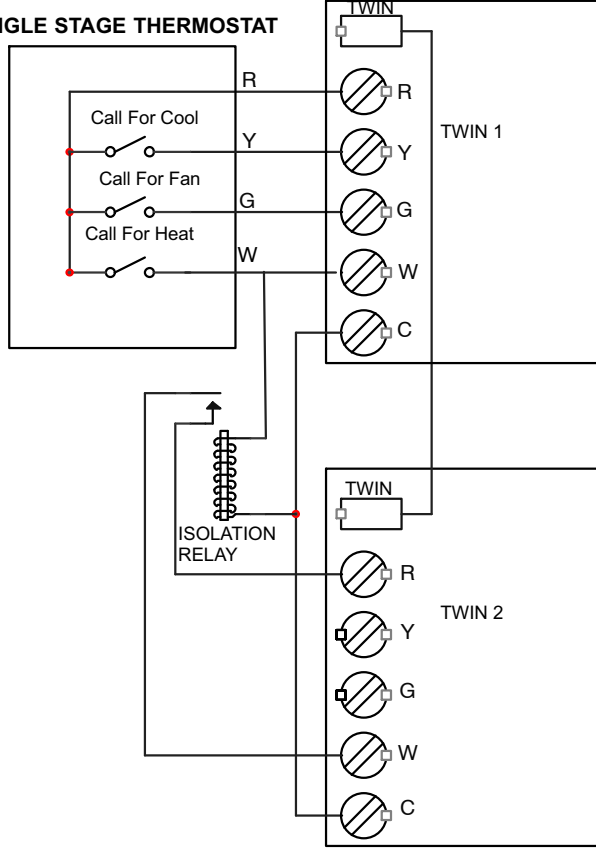 NGLE STAGE THERMOSTAT
TWIN
R
R
Call For Cool
TWIN 1
Y
Y
Call For Fan
G
G
Call For Heat
W
W
C
TWIN
ISOLATION
RELAY
R
TWIN 2
Y
G
W
C